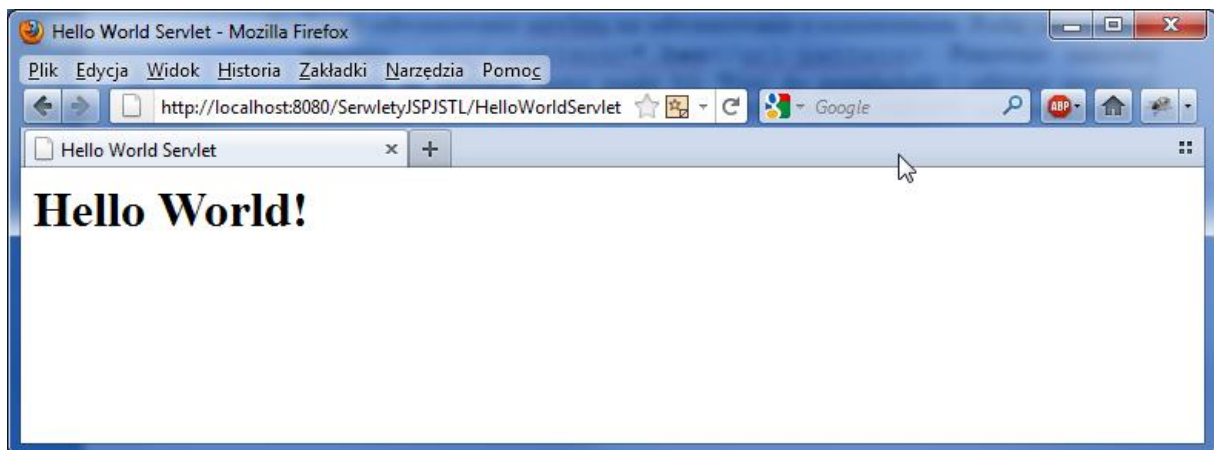 Hello World Servlet - Mozilla Firefox
Plik Edycja Widok Historia Zakładki Narzędzia Pomoc
http://localhost:8080/SerwletyJSPJSTL/HelloWorldServlet Google ABP
Hello World Servlet
Hello World!